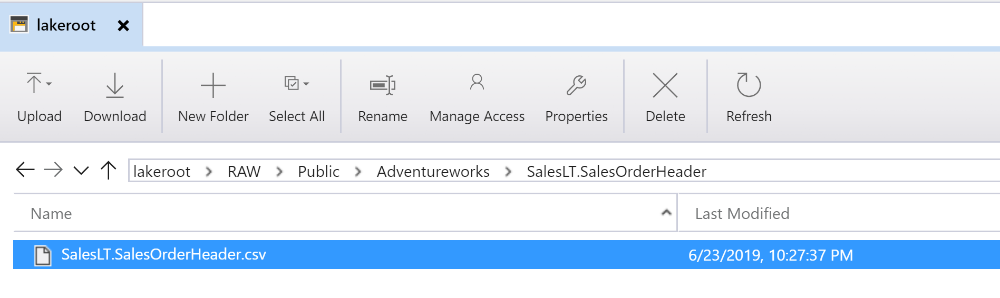 lakeroot
Upload Download New Folder Select All Rename Manage Access Properties Delete Refresh
lakeroot RAW Public Adventureworks SalesLT.SalesOrderHeader
Name Last Modified
SalesLT.SalesOrderHeader.csv 6/23/2019, 10:27:37 PM